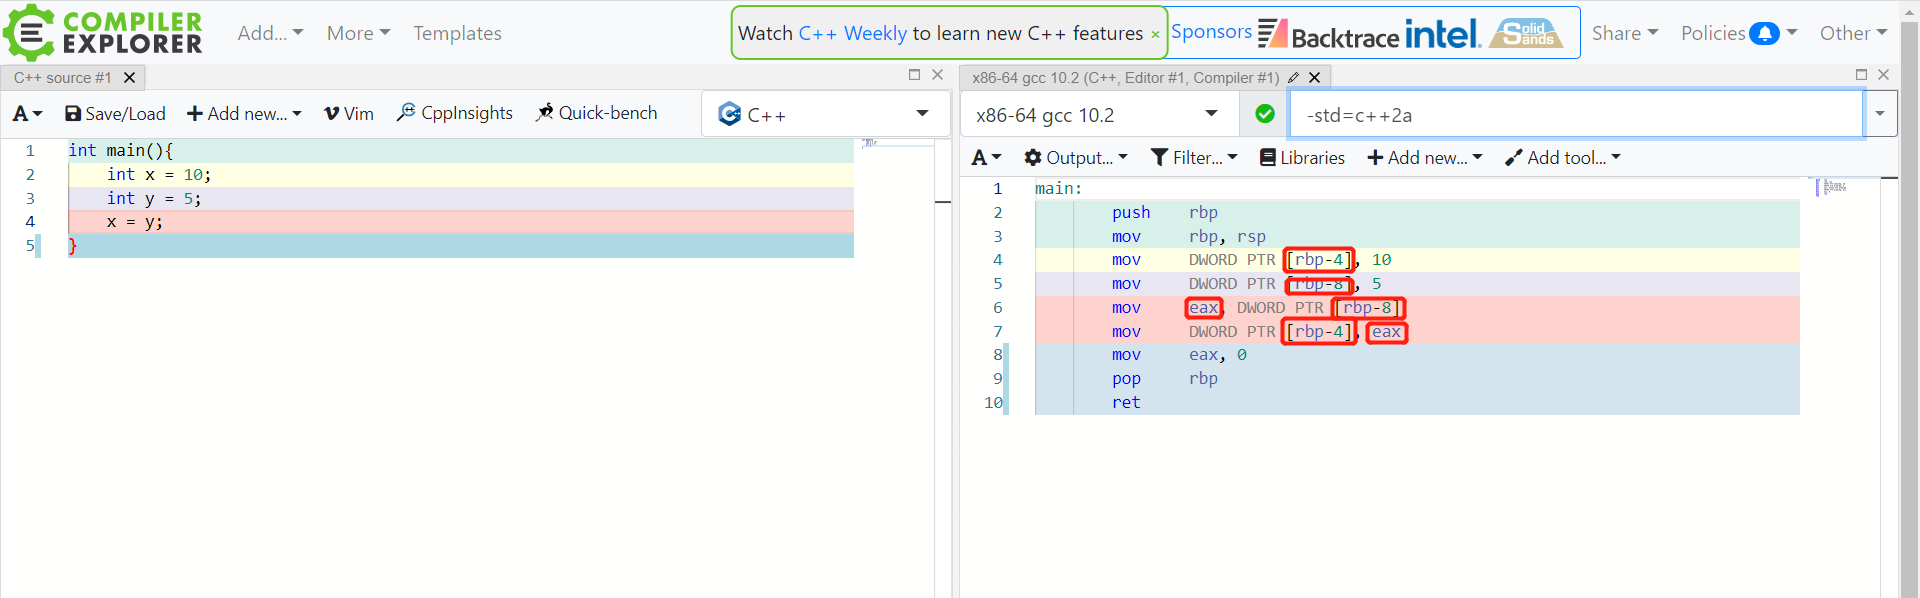 COMPILER EXPLORER Add... More Templates Watch C++ Weekly to learn new C++ features × Sponsors Backtrace intel. Solid Sands Share Policies Other
C++ source #1
A Save/Load Add new... Vim CppInsights Quick-bench C++
1 int main(){
2 int x = 10;
3 int y = 5;
4 x = y;
5 }
x86-64 gcc 10.2 (C++, Editor #1, Compiler #1)
x86-64 gcc 10.2 -std=c++2a
A Output... Filter... Libraries Add new... Add tool...
1 main:
2 push rbp
3 mov rbp, rsp
4 mov DWORD PTR [rbp-4], 10
5 mov DWORD PTR [rbp-8], 5
6 mov eax, DWORD PTR [rbp-8]
7 mov DWORD PTR [rbp-4], eax
8 mov eax, 0
9 pop rbp
10 ret